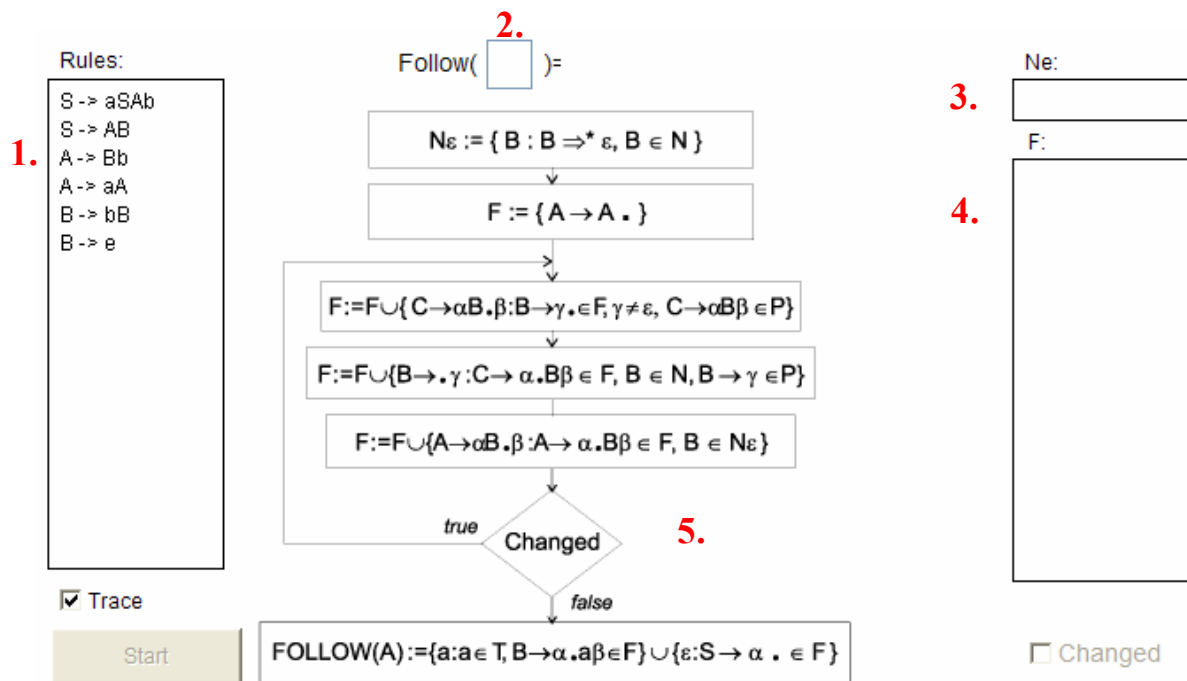 2.
Rules:
Follow( )=
Ne:
1.
S -> aSAb
S -> AB
A -> Bb
A -> aA
B -> bB
B -> e
3.
F:
4.
Nε := { B : B ⇒* ε, B ∈ N }
F := { A → A . }
F:=F∪{ C→αB.β:B→γ.∈F, γ≠ε, C→αBβ ∈P}
F:=F∪{B→.γ :C→ α.Bβ ∈ F, B ∈ N, B → γ ∈P}
F:=F∪{A→αB.β :A→ α.Bβ ∈ F, B ∈ Nε}
true
Changed
5.
false
Trace
Start
FOLLOW(A) :={a:a∈T, B→α.aβ∈F} ∪ {ε:S→ α . ∈ F}
Changed